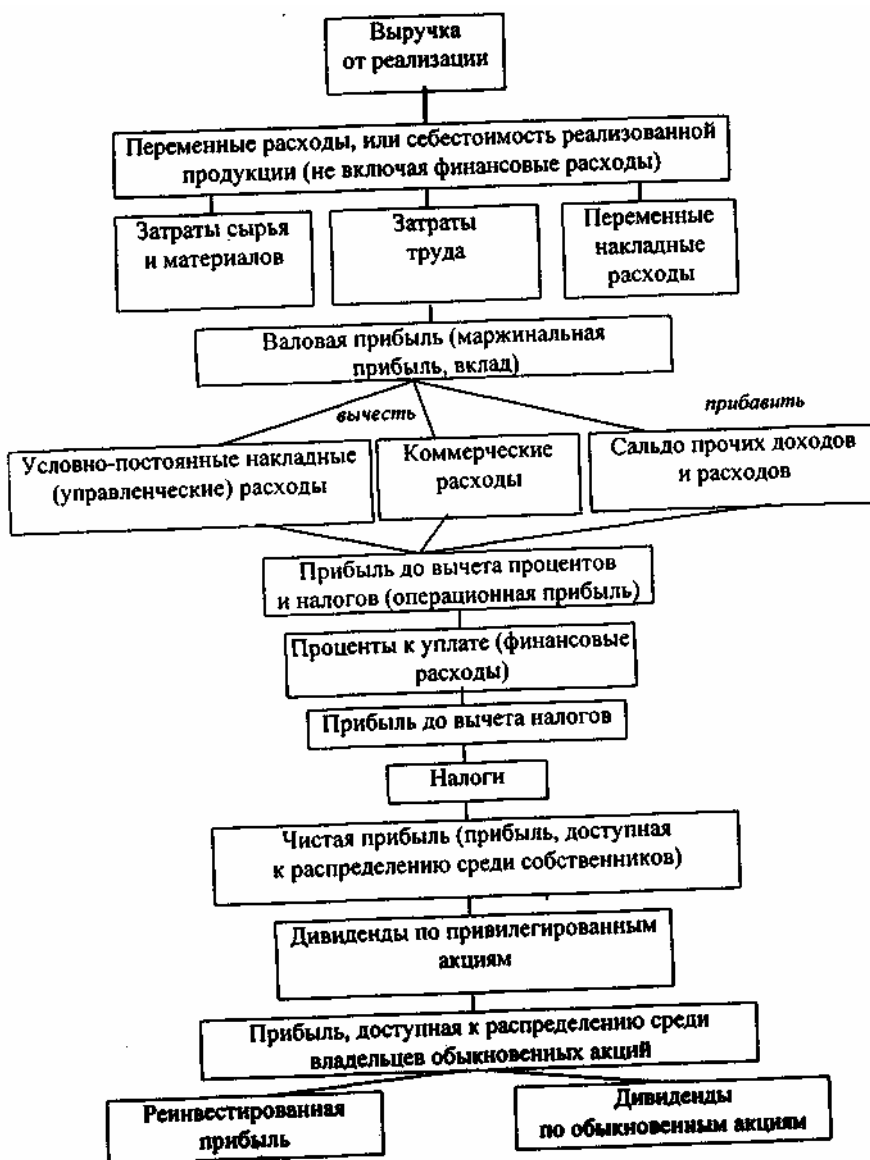 Выручка
от реализации
Переменные расходы, или себестоимость реализованной
продукции (не включая финансовые расходы)
Затраты сырья
и материалов
Затраты
труда
Переменные
накладные
расходы
Валовая прибыль (маржинальная
прибыль, вклад)
вычесть
прибавить
Условно-постоянные накладные
(управленческие) расходы
Коммерческие
расходы
Сальдо прочих доходов
и расходов
Прибыль до вычета процентов
и налогов (операционная прибыль)
Проценты к уплате (финансовые
расходы)
Прибыль до вычета налогов
Налоги
Чистая прибыль (прибыль, доступная
к распределению среди собственников)
Дивиденды по привилегированным
акциям
Прибыль, доступная к распределению среди
владельцев обыкновенных акций
Реинвестированная
прибыль
Дивиденды
по обыкновенным акциям